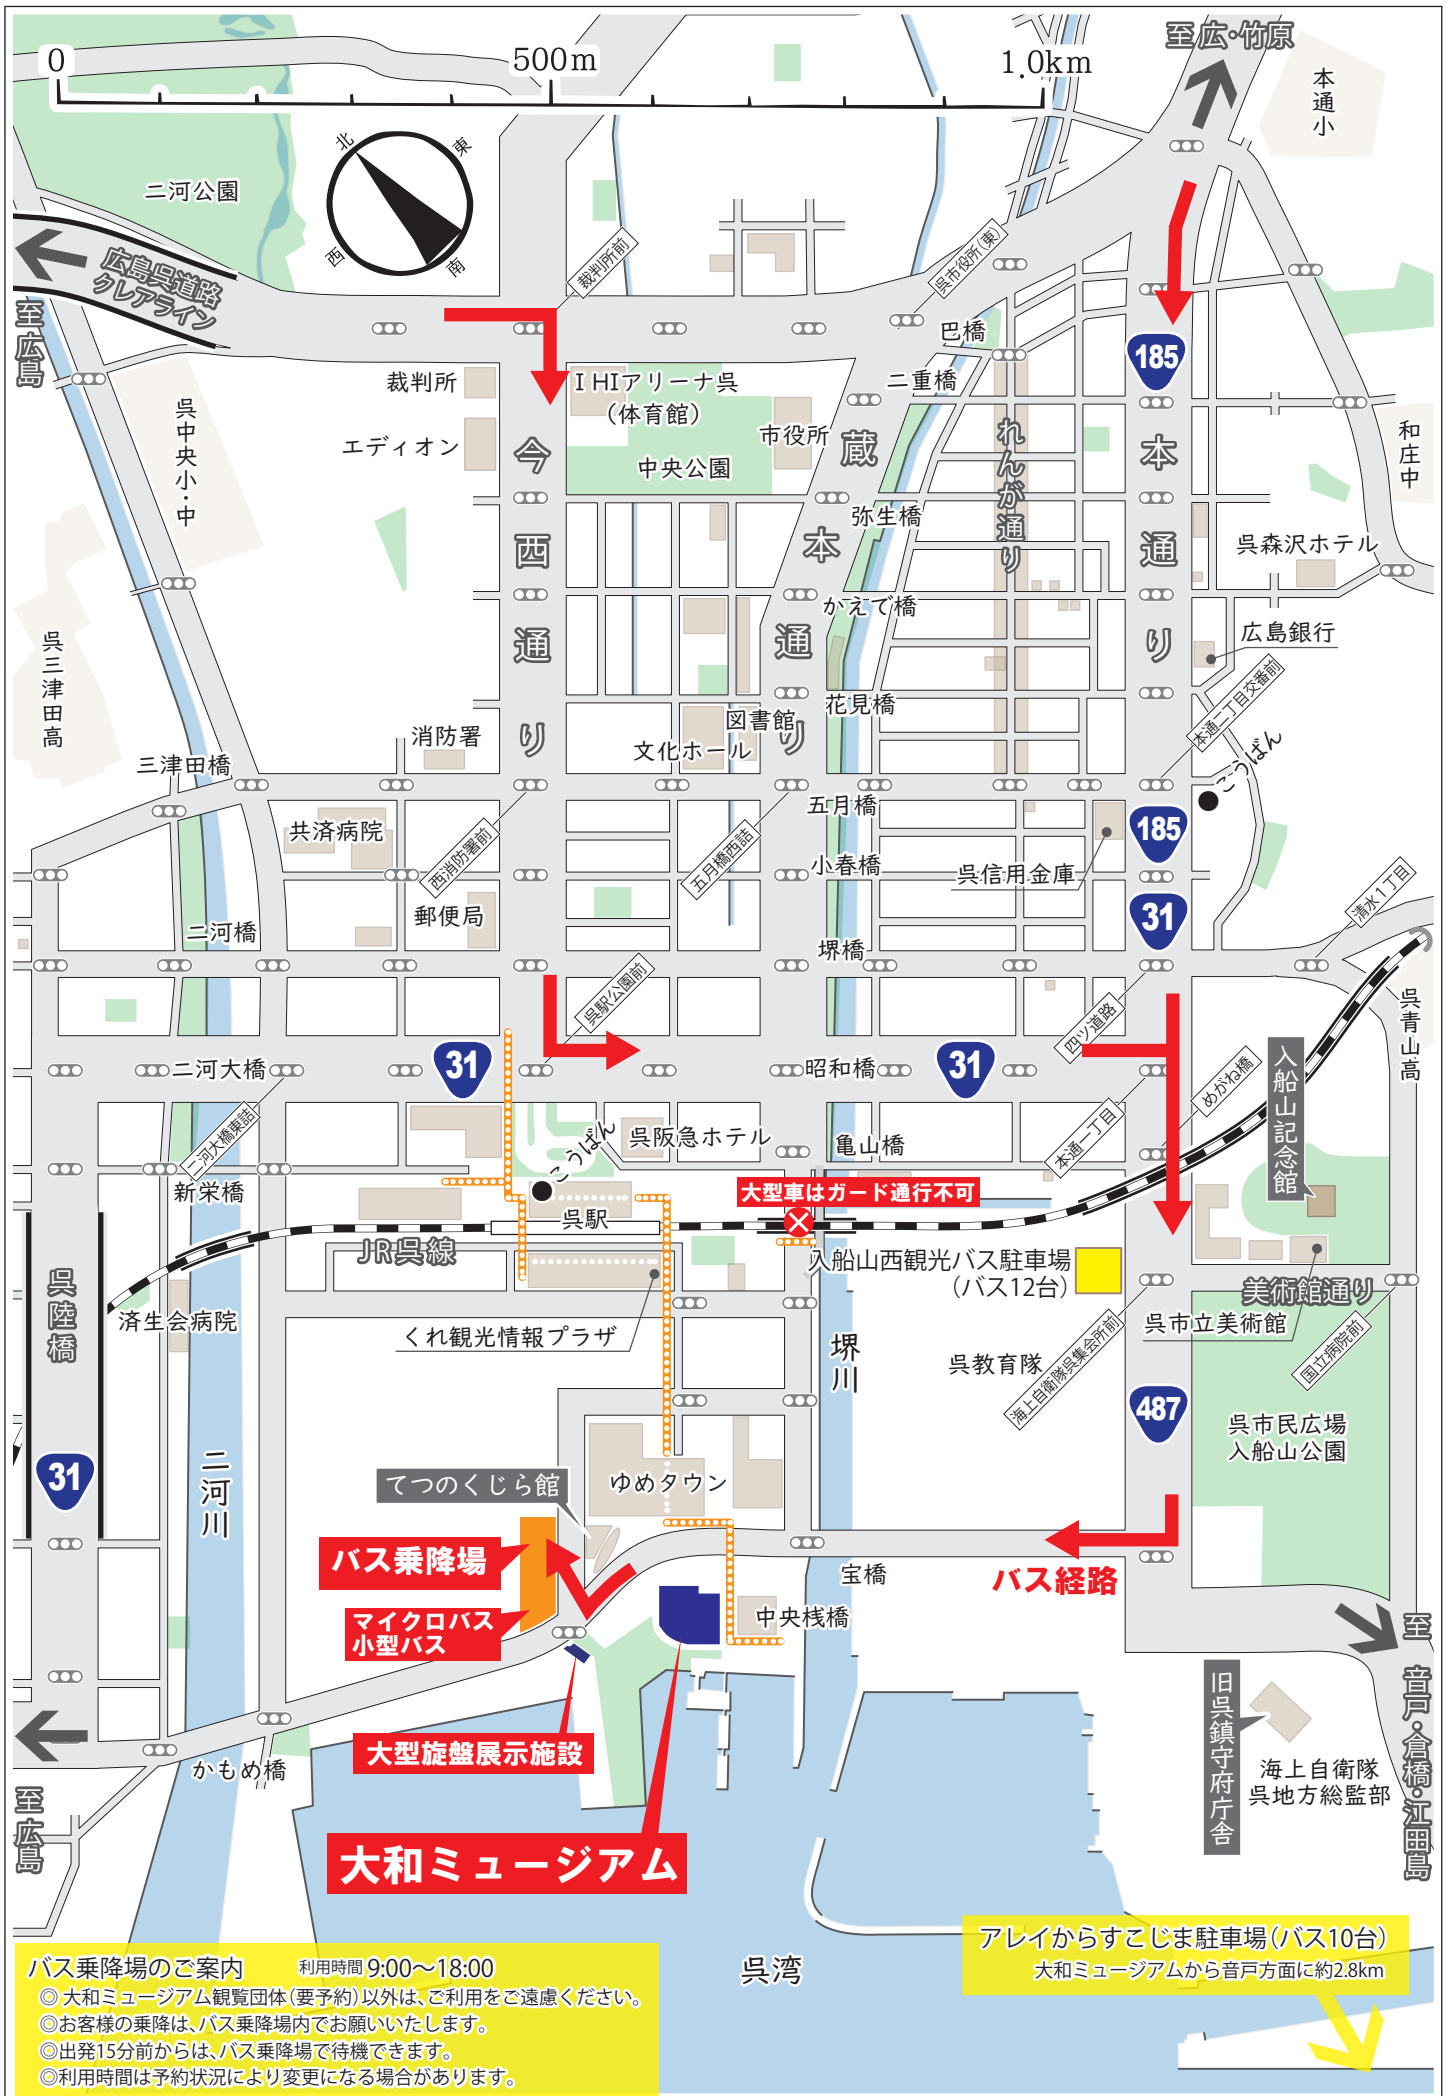 0
500m
1.0km
至 広・竹原
本通小
北
東
西
南
二河公園
広島呉道路
クレアライン
至 広島
裁判所前
呉市役所(東)
巴橋
185
裁判所
IHIアリーナ呉
(体育館)
二重橋
呉中央小・中
エディオン
中央公園
市役所
蔵本通り
れんが通り
本通り
和庄中
今西通り
弥生橋
呉森沢ホテル
かえで橋
広島銀行
呉三津田高
花見橋
本通二丁目交番前
消防署
図書館
文化ホール
こうばん
三津田橋
五月橋
共済病院
西消防署前
五月橋西詰
小春橋
呉信用金庫
185
郵便局
31
清水1丁目
二河橋
堺橋
呉駅公園前
四ツ道路
呉青山高
二河大橋
31
昭和橋
31
めがね橋
入船山記念館
二河大橋東詰
こうばん
呉阪急ホテル
亀山橋
本通一丁目
新栄橋
大型車はガード通行不可
呉駅
JR呉線
入船山西観光バス駐車場
(バス12台)
呉陸橋
済生会病院
くれ観光情報プラザ
堺川
呉教育隊
海上自衛隊呉集会所前
美術館通り
呉市立美術館
国立病院前
487
呉市民広場
入船山公園
31
二河川
てつのくじら館
ゆめタウン
バス乗降場
マイクロバス
小型バス
宝橋
バス経路
中央桟橋
至 音戸・倉橋・江田島
大型旋盤展示施設
かもめ橋
旧呉鎮守府庁舎
海上自衛隊
呉地方総監部
至 広島
大和ミュージアム
呉湾
アレイからすこじま駐車場(バス10台)
大和ミュージアムから音戸方面に約2.8km
バス乗降場のご案内 利用時間 9:00〜18:00
◎大和ミュージアム観覧団体(要予約)以外は、ご利用をご遠慮ください。
◎お客様の乗降は、バス乗降場内でお願いいたします。
◎出発15分前からは、バス乗降場で待機できます。
◎利用時間は予約状況により変更になる場合があります。